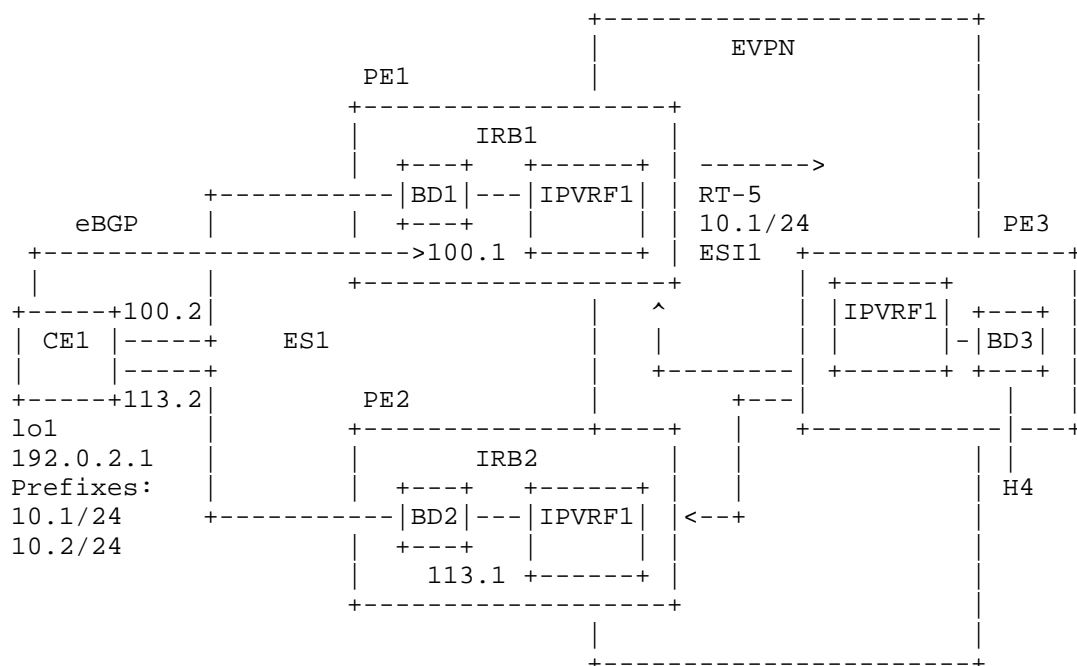 EVPN
PE1
IRB1
BD1 IPVRF1 RT-5
eBGP 10.1/24 PE3
100.1 ESI1
100.2 IPVRF1
CE1 ES1 BD3
113.2 PE2
lo1
192.0.2.1 IRB2
Prefixes: H4
10.1/24 BD2 IPVRF1
10.2/24
113.1